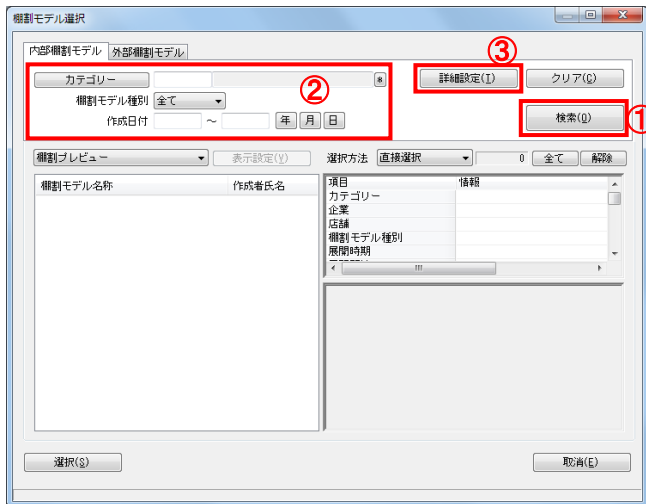 棚割モデル選択
内部棚割モデル 外部棚割モデル
③
カテゴリー * ② 詳細設定(I) クリア(C)
棚割モデル種別 全て
作成日付 ～ 年 月 日 検索(Q) ①
棚割プレビュー 表示設定(V) 選択方法 直接選択 0 全て 解除
棚割モデル名称 作成者氏名 項目 情報
カテゴリー
企業
店舗
棚割モデル種別
展開時期
選択(S) 取消(E)